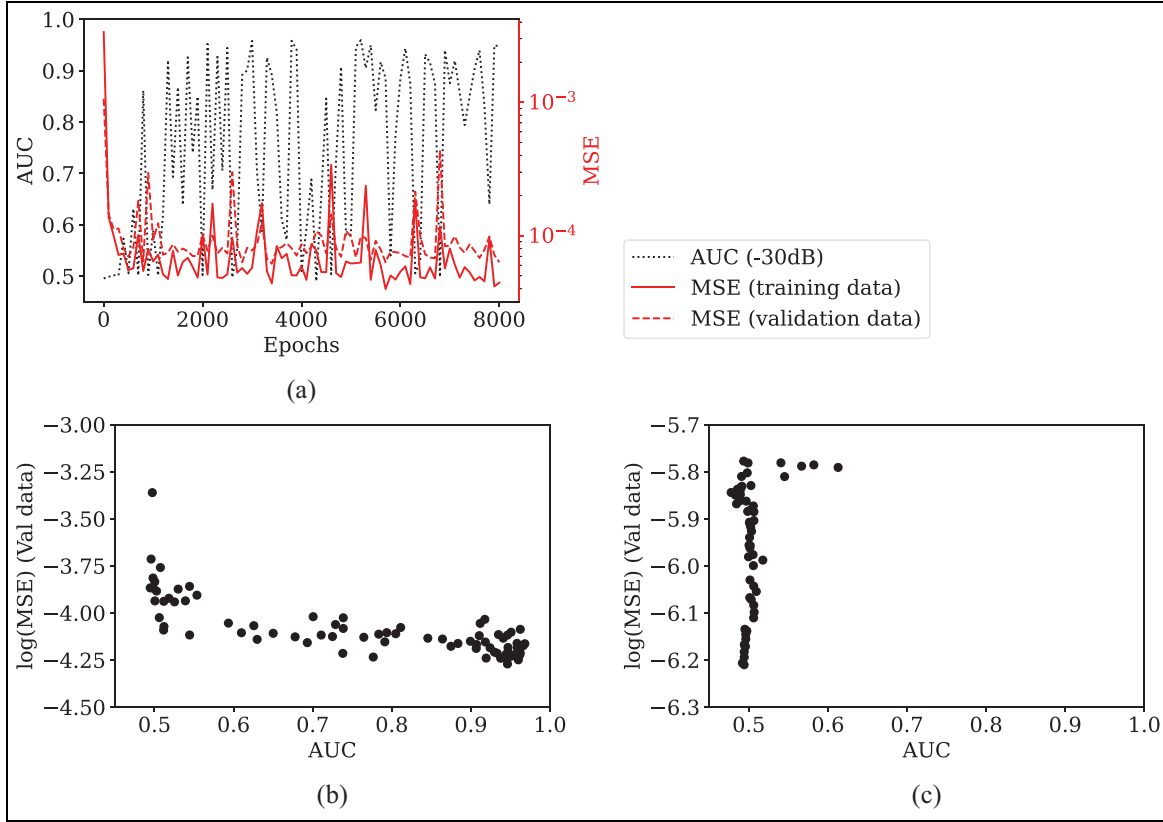 1.0
0.9
0.8
0.7
0.6
0.5
AUC
10⁻³
10⁻⁴
MSE
0 2000 4000 6000 8000
Epochs
(a)
AUC (-30dB)
MSE (training data)
MSE (validation data)
−3.00
−3.25
−3.50
−3.75
−4.00
−4.25
−4.50
log(MSE) (Val data)
0.5 0.6 0.7 0.8 0.9 1.0
AUC
(b)
−5.7
−5.8
−5.9
−6.0
−6.1
−6.2
−6.3
log(MSE) (Val data)
0.5 0.6 0.7 0.8 0.9 1.0
AUC
(c)